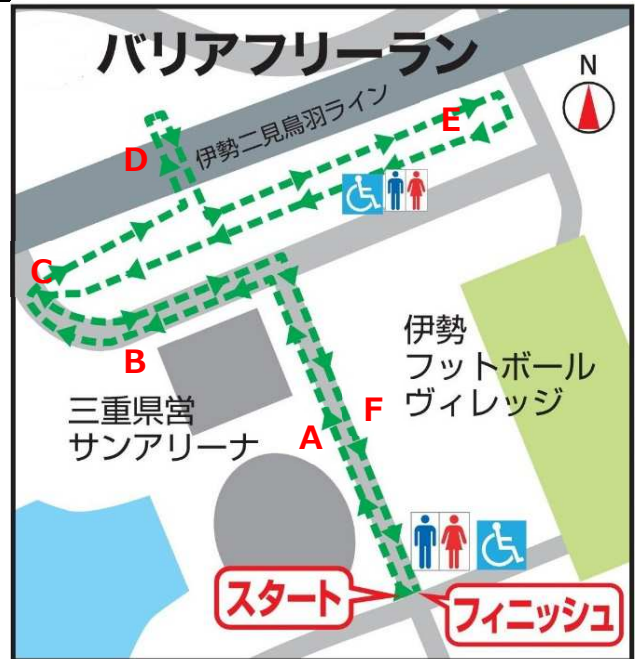 バリアフリーラン
N
伊勢二見鳥羽ライン
E
D
C
B
伊勢
フットボール
ヴィレッジ
三重県営
サンアリーナ
F
A
スタート
フィニッシュ